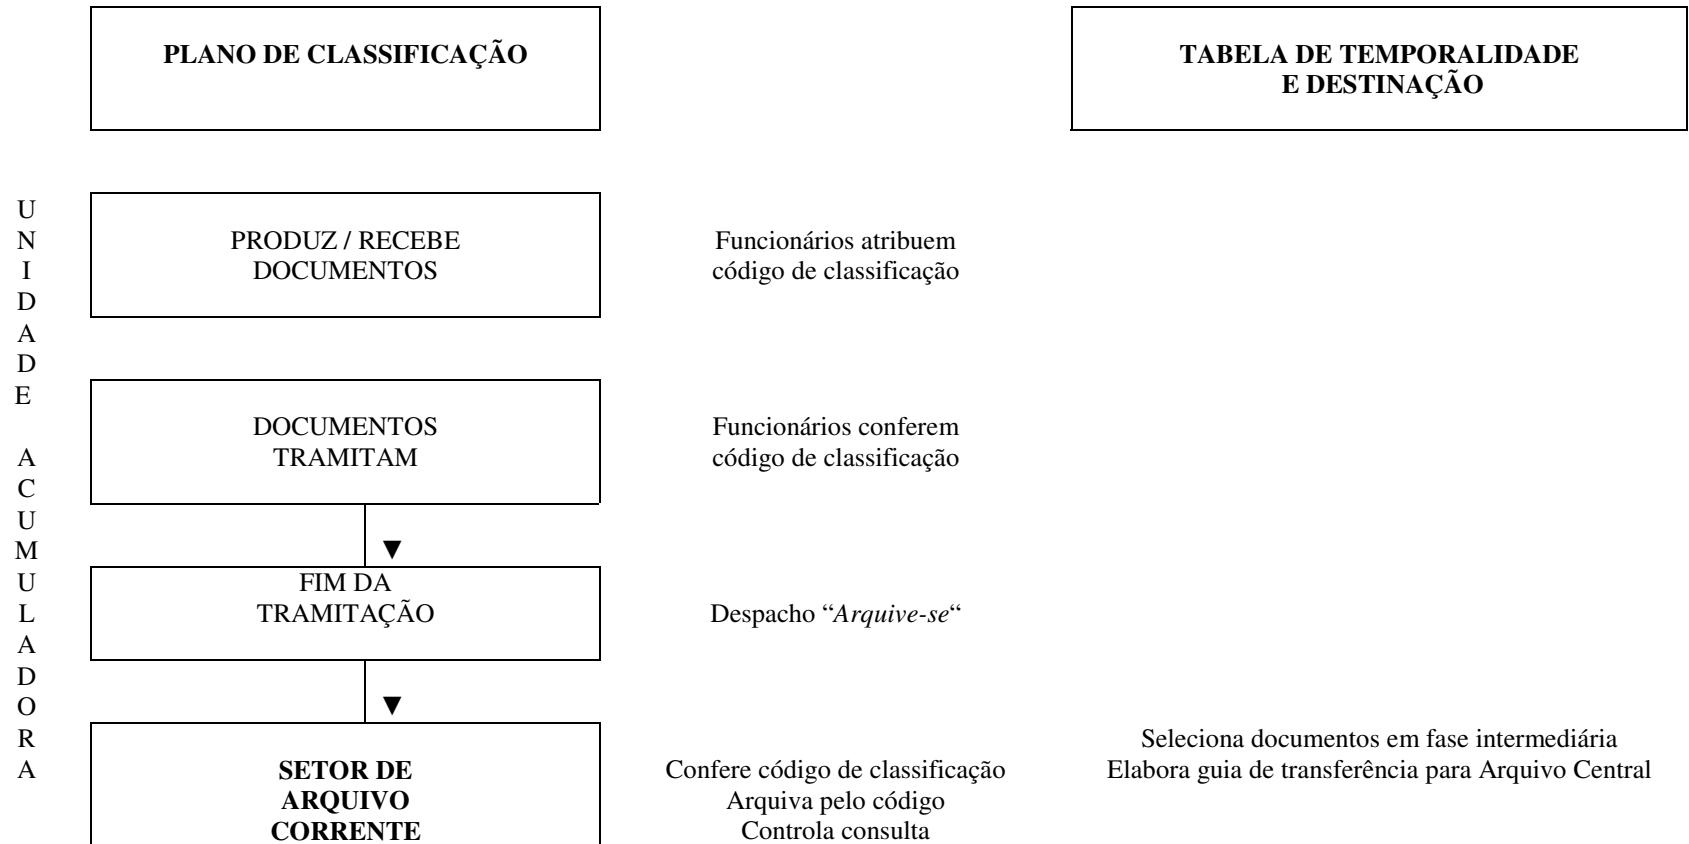 PLANO DE CLASSIFICAÇÃO
TABELA DE TEMPORALIDADE
E DESTINAÇÃO
UNIDADE ACUMULADORA
PRODUZ / RECEBE
DOCUMENTOS
Funcionários atribuem
código de classificação
DOCUMENTOS
TRAMITAM
Funcionários conferem
código de classificação
▼
FIM DA
TRAMITAÇÃO
Despacho “Arquive-se“
▼
SETOR DE
ARQUIVO
CORRENTE
Confere código de classificação
Arquiva pelo código
Controla consulta
Seleciona documentos em fase intermediária
Elabora guia de transferência para Arquivo Central